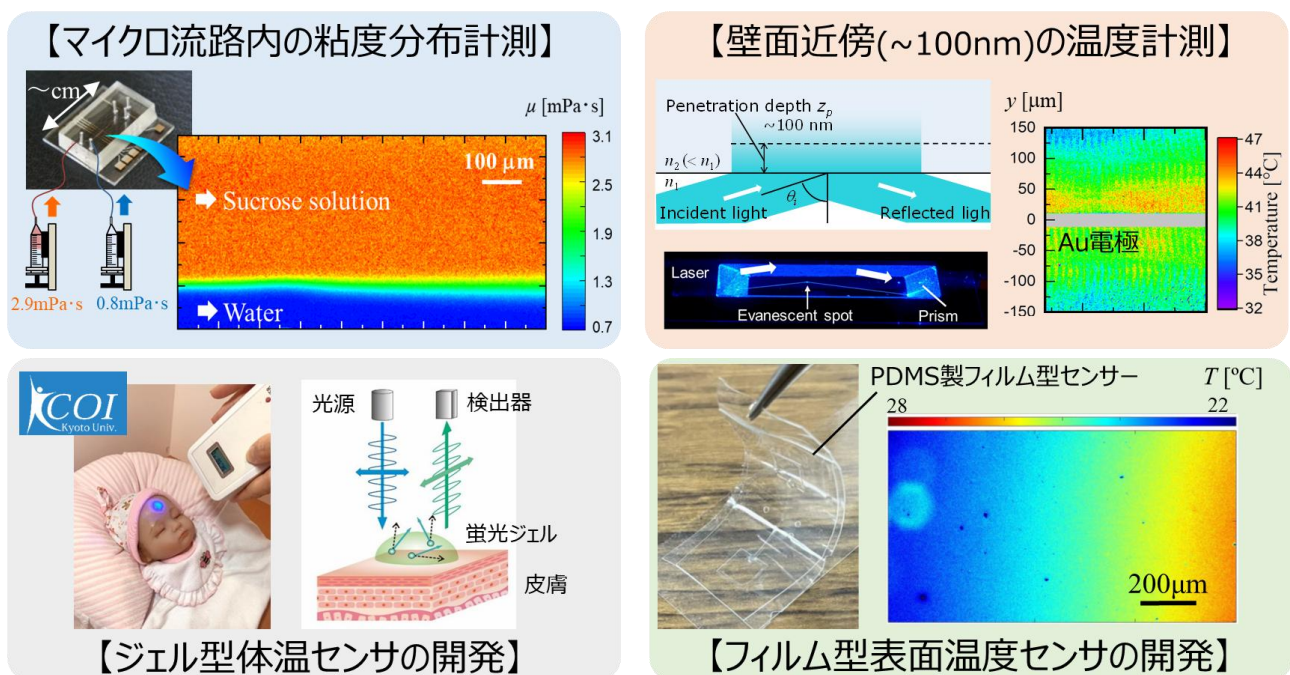 【マイクロ流路内の粘度分布計測】
～cm
μ [mPa･s]
3.1
2.5
1.9
1.3
0.7
100 μm
Sucrose solution
Water
2.9mPa･s
0.8mPa･s
【壁面近傍(~100nm)の温度計測】
Penetration depth zp
~100 nm
n2 (< n1)
n1
θi
Incident light
Reflected ligh
Laser
Evanescent spot
Prism
y [μm]
150
100
50
0
-50
-100
-150
Au電極
47
44
41
38
35
32
Temperature [°C]
COI
Kyoto Univ.
光源
検出器
蛍光ジェル
皮膚
【ジェル型体温センサの開発】
PDMS製フィルム型センサー
T [ºC]
28
22
200μm
【フィルム型表面温度センサの開発】